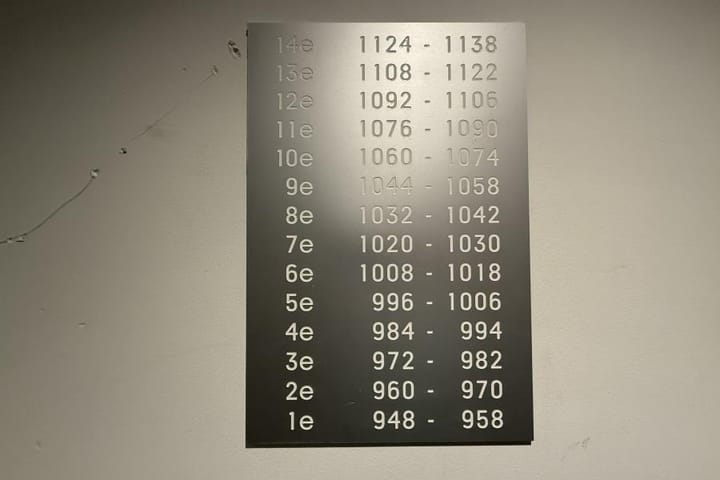 14e 1124 - 1138
13e 1108 - 1122
12e 1092 - 1106
11e 1076 - 1090
10e 1060 - 1074
9e 1044 - 1058
8e 1032 - 1042
7e 1020 - 1030
6e 1008 - 1018
5e 996 - 1006
4e 984 - 994
3e 972 - 982
2e 960 - 970
1e 948 - 958